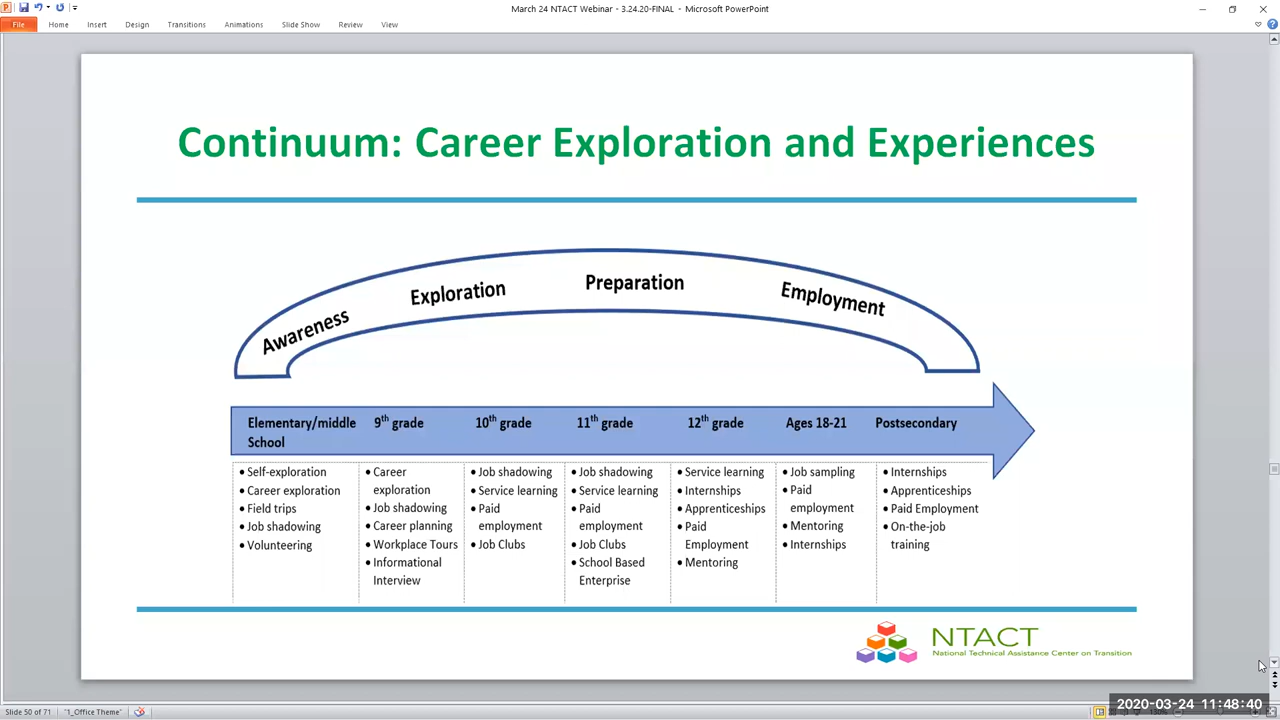 March 24 NTACT Webinar - 3.24.20-FINAL - Microsoft PowerPoint
File Home Insert Design Transitions Animations Slide Show Review View
Continuum: Career Exploration and Experiences
Awareness
Exploration
Preparation
Employment
Elementary/middle
School
9th grade
10th grade
11th grade
12th grade
Ages 18-21
Postsecondary
• Self-exploration
• Career exploration
• Field trips
• Job shadowing
• Volunteering
• Career
exploration
• Job shadowing
• Career planning
• Workplace Tours
• Informational
Interview
• Job shadowing
• Service learning
• Paid
employment
• Job Clubs
• Job shadowing
• Service learning
• Paid
employment
• Job Clubs
• School Based
Enterprise
• Service learning
• Internships
• Apprenticeships
• Paid
Employment
• Mentoring
• Job sampling
• Paid
employment
• Mentoring
• Internships
• Internships
• Apprenticeships
• Paid Employment
• On-the-job
training
NTACT
National Technical Assistance Center on Transition
2020-03-24 11:48:40
Slide 50 of 71 "1_Office Theme"